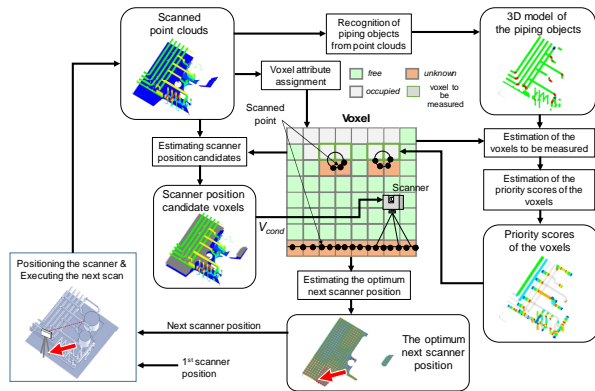 Scanned
point clouds
Recognition of
piping objects
from point clouds
3D model of
the piping objects
Voxel attribute
assignment
free
unknown
occupied
voxel to
be measured
Scanned
point
Voxel
Estimating scanner
position candidates
Estimation of the
voxels to be measured
Scanner
Estimation of the
priority scores of the
voxels
Scanner position
candidate voxels
V_cond
Priority scores
of the voxels
Positioning the scanner &
Executing the next scan
Estimating the optimum
next scanner position
Next scanner position
The optimum
next scanner
position
1st scanner
position